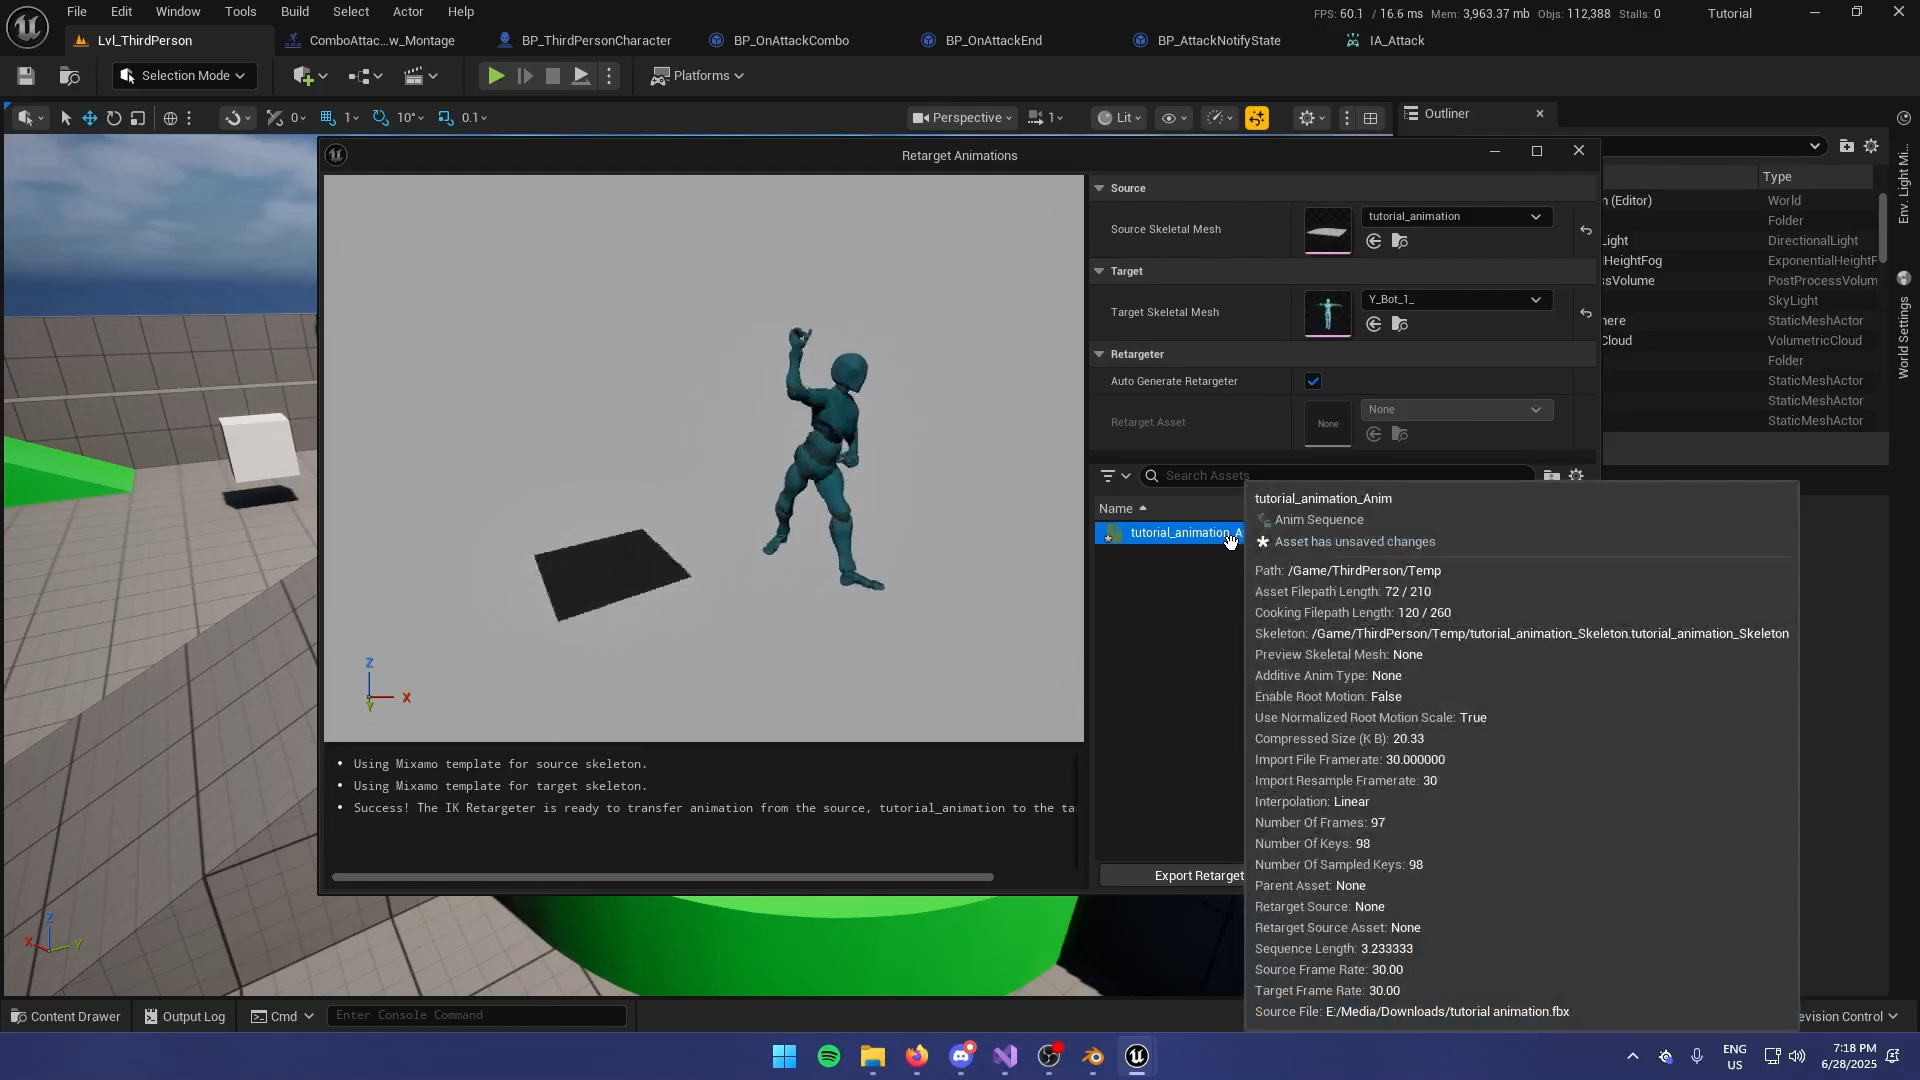 File Edit Window Tools Build Select Actor Help
FPS: 60.1 / 16.6 ms Mem: 3,963.37 mb Objs: 112,388 Stalls: 0 Tutorial
Lvl_ThirdPerson ComboAttac...w_Montage BP_ThirdPersonCharacter BP_OnAttackCombo BP_OnAttackEnd BP_AttackNotifyState IA_Attack
Selection Mode Platforms
0 1 10° 0.1 Perspective 1 Lit Outliner
Retarget Animations
Type
Env. Light Mi...
World Settings
n (Editor) World
Folder
Light DirectionalLight
HeightFog ExponentialHeightF
sVolume PostProcessVolum
SkyLight
here StaticMeshActor
Cloud VolumetricCloud
Folder
StaticMeshActor
StaticMeshActor
StaticMeshActor
Source
Source Skeletal Mesh tutorial_animation
Target
Target Skeletal Mesh Y_Bot_1_
Retargeter
Auto Generate Retargeter
Retarget Asset None None
Search Assets
Name
tutorial_animation_A
Export Retarget
tutorial_animation_Anim
Anim Sequence
Asset has unsaved changes
Path: /Game/ThirdPerson/Temp
Asset Filepath Length: 72 / 210
Cooking Filepath Length: 120 / 260
Skeleton: /Game/ThirdPerson/Temp/tutorial_animation_Skeleton.tutorial_animation_Skeleton
Preview Skeletal Mesh: None
Additive Anim Type: None
Enable Root Motion: False
Use Normalized Root Motion Scale: True
Compressed Size (K B): 20.33
Import File Framerate: 30.000000
Import Resample Framerate: 30
Interpolation: Linear
Number Of Frames: 97
Number Of Keys: 98
Number Of Sampled Keys: 98
Parent Asset: None
Retarget Source: None
Retarget Source Asset: None
Sequence Length: 3.233333
Source Frame Rate: 30.00
Target Frame Rate: 30.00
Source File: E:/Media/Downloads/tutorial animation.fbx
Z
X
Y
• Using Mixamo template for source skeleton.
• Using Mixamo template for target skeleton.
• Success! The IK Retargeter is ready to transfer animation from the source, tutorial_animation to the ta
Z
X Y
Content Drawer Output Log Cmd Enter Console Command evision Control
ENG
US
7:18 PM
6/28/2025